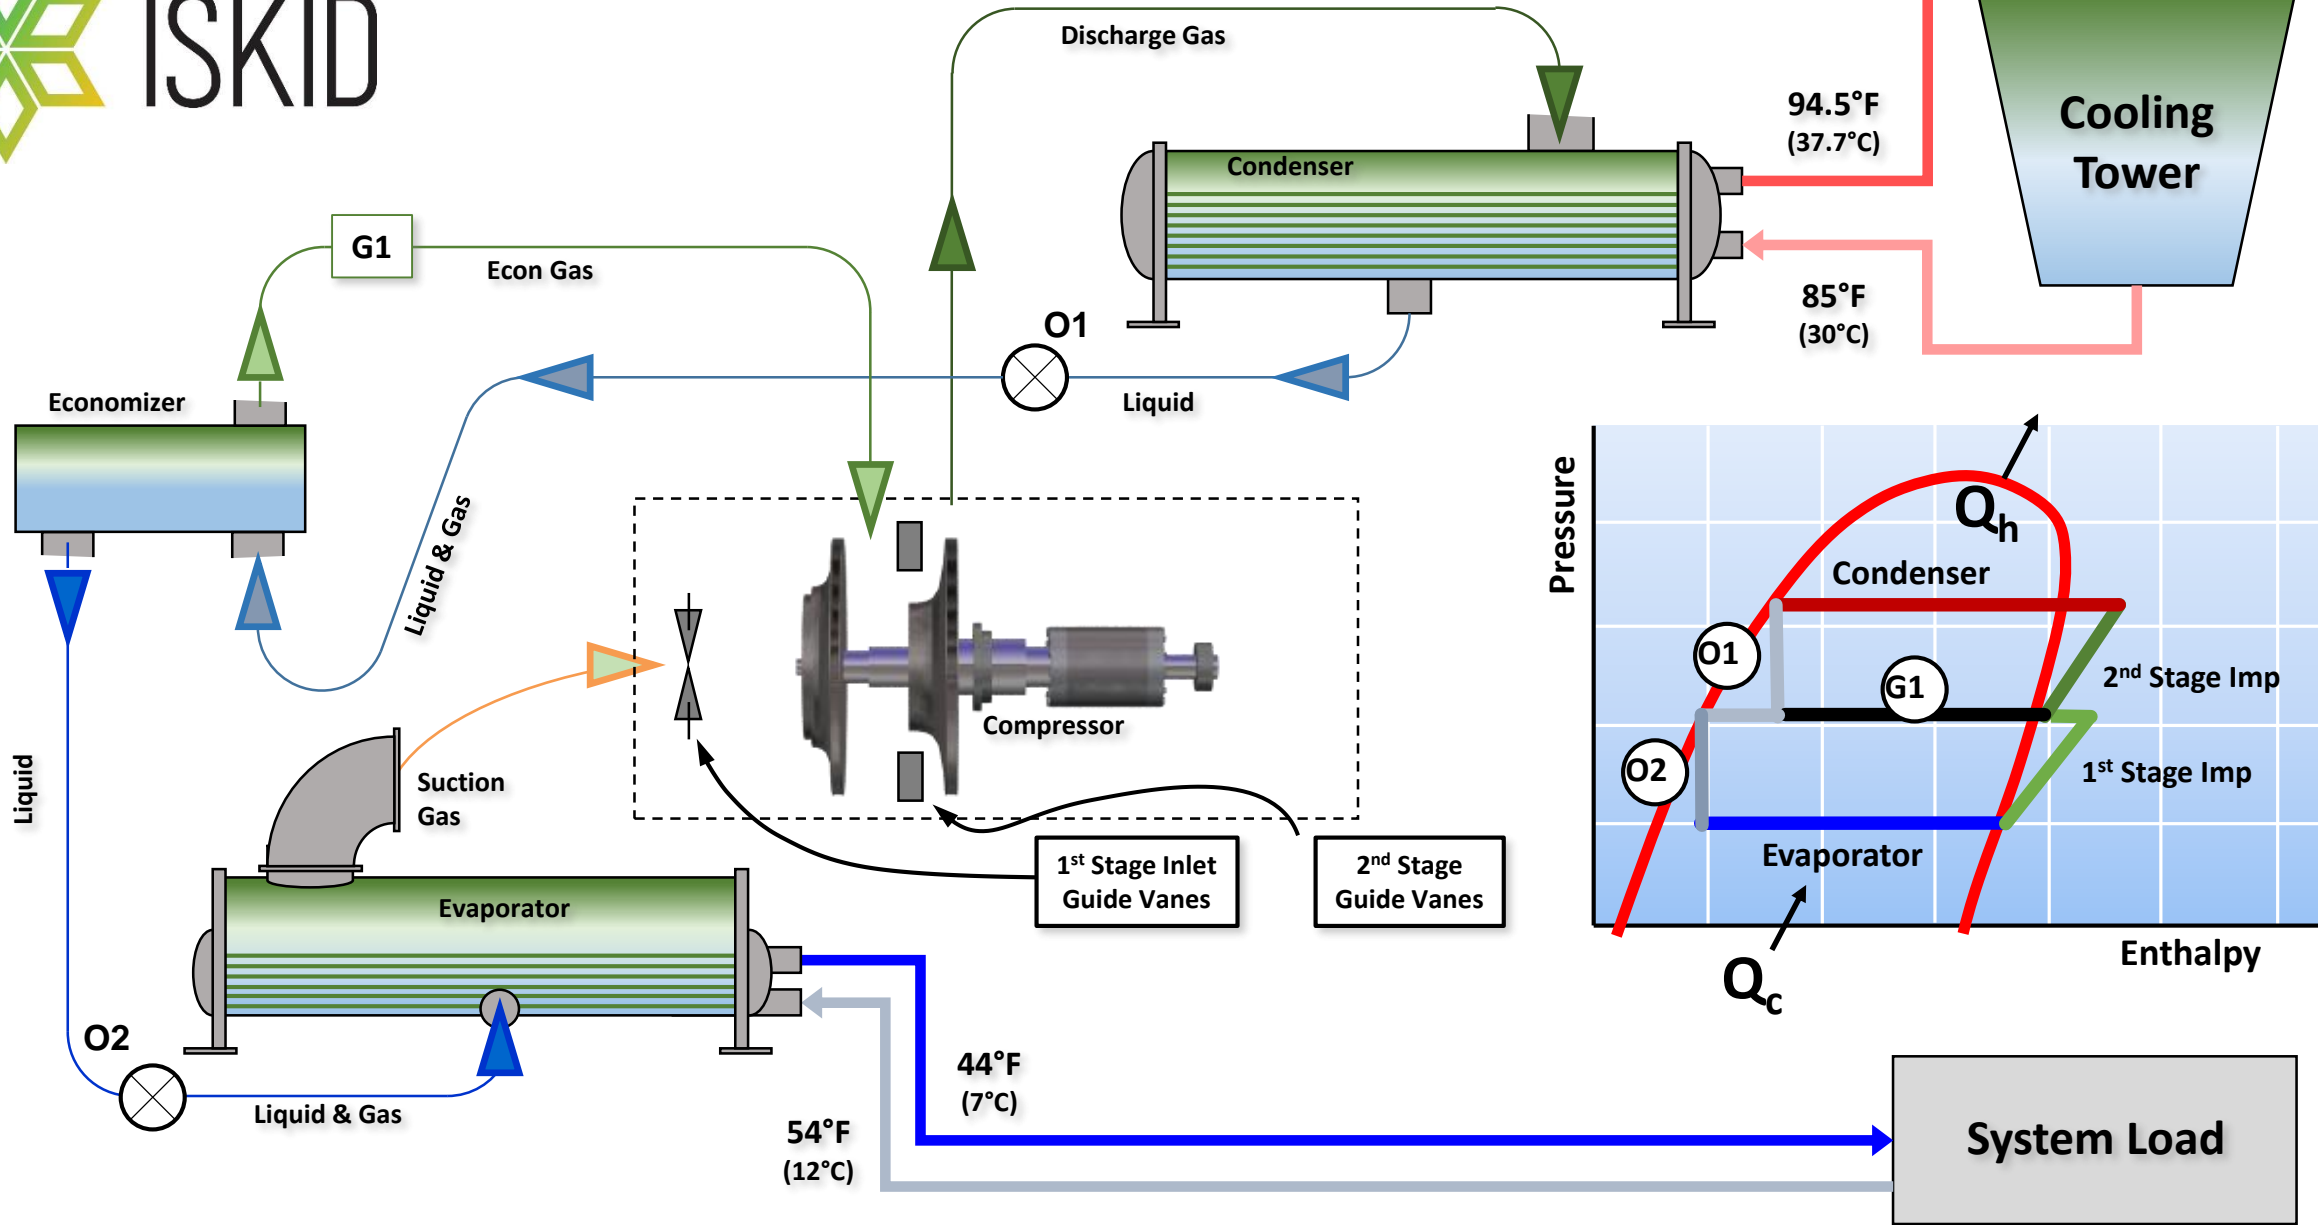 ISKID
Discharge Gas
94.5°F
(37.7°C)
Cooling
Tower
Condenser
G1
Econ Gas
85°F
(30°C)
O1
Liquid
Economizer
Liquid & Gas
Pressure
Qh
Condenser
O1
G1
2nd Stage Imp
O2
1st Stage Imp
Evaporator
Enthalpy
Qc
Compressor
Suction
Gas
Liquid
1st Stage Inlet
Guide Vanes
2nd Stage
Guide Vanes
Evaporator
O2
Liquid & Gas
44°F
(7°C)
54°F
(12°C)
System Load